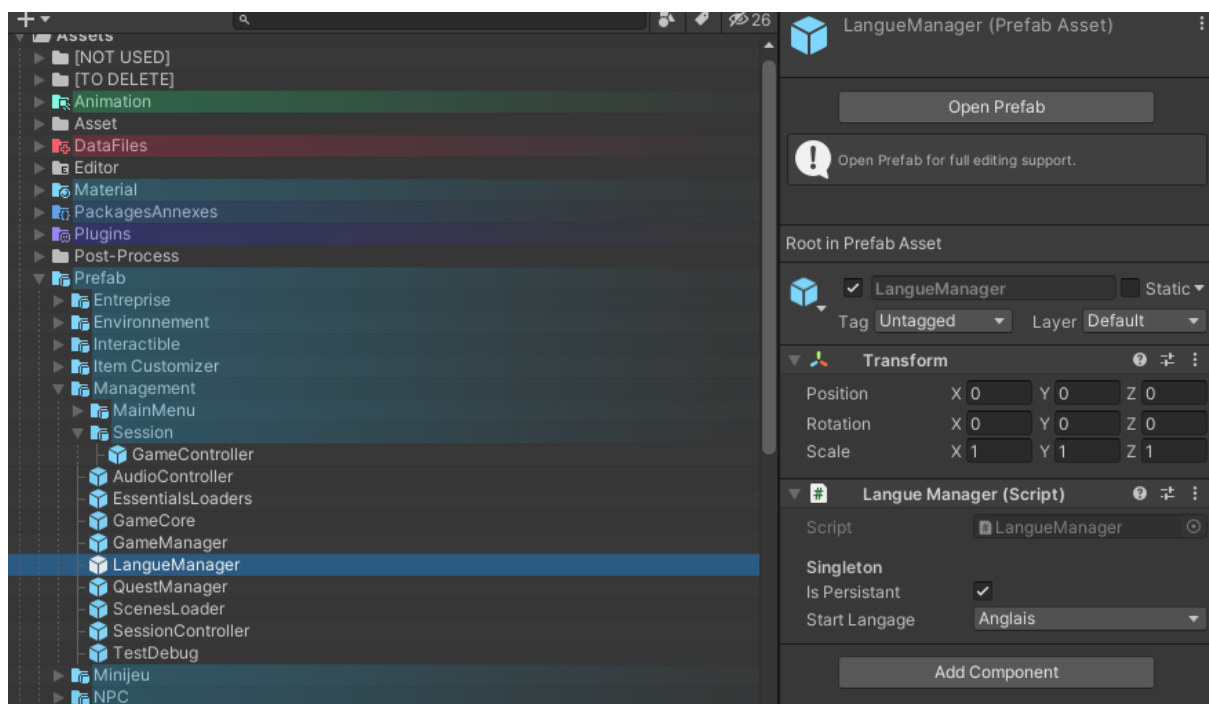 26
Assets
[NOT USED]
[TO DELETE]
Animation
Asset
DataFiles
Editor
Material
PackagesAnnexes
Plugins
Post-Process
Prefab
Entreprise
Environnement
Interactible
Item Customizer
Management
MainMenu
Session
GameController
AudioController
EssentialsLoaders
GameCore
GameManager
LangueManager
QuestManager
ScenesLoader
SessionController
TestDebug
Minijeu
NPC
LangueManager (Prefab Asset)
Open Prefab
Open Prefab for full editing support.
Root in Prefab Asset
LangueManager Static
Tag Untagged Layer Default
Transform
Position X 0 Y 0 Z 0
Rotation X 0 Y 0 Z 0
Scale X 1 Y 1 Z 1
# Langue Manager (Script)
Script LangueManager
Singleton
Is Persistant
Start Langage Anglais
Add Component